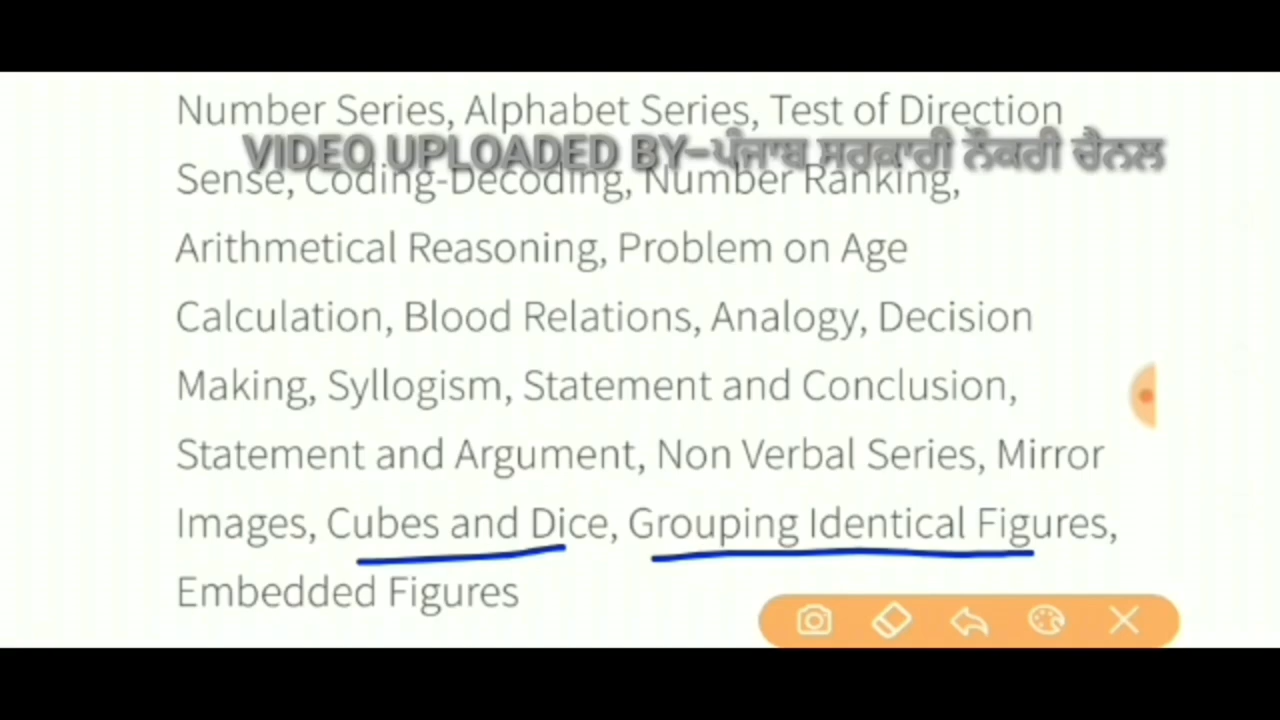 Number Series, Alphabet Series, Test of Direction
VIDEO UPLOADED BY-ਪੰਜਾਬ ਸਰਕਾਰੀ ਨੌਕਰੀ ਚੈਨਲ
Sense, Coding-Decoding, Number Ranking,
Arithmetical Reasoning, Problem on Age
Calculation, Blood Relations, Analogy, Decision
Making, Syllogism, Statement and Conclusion,
Statement and Argument, Non Verbal Series, Mirror
Images, Cubes and Dice, Grouping Identical Figures,
Embedded Figures